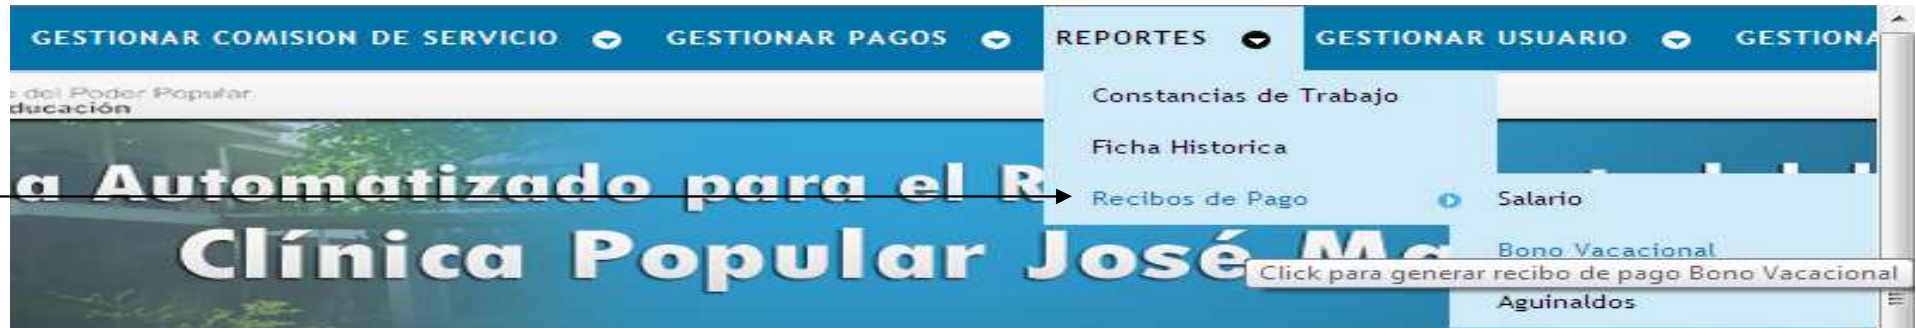 GESTIONAR COMISION DE SERVICIO GESTIONAR PAGOS REPORTES GESTIONAR USUARIO GESTIONA
del Poder Popular
ducación
Constancias de Trabajo
Ficha Historica
a Automatizado para el R
Recibos de Pago
Salario
Clínica Popular José Ma
Bono Vacacional
Click para generar recibo de pago Bono Vacacional
Aguinaldos